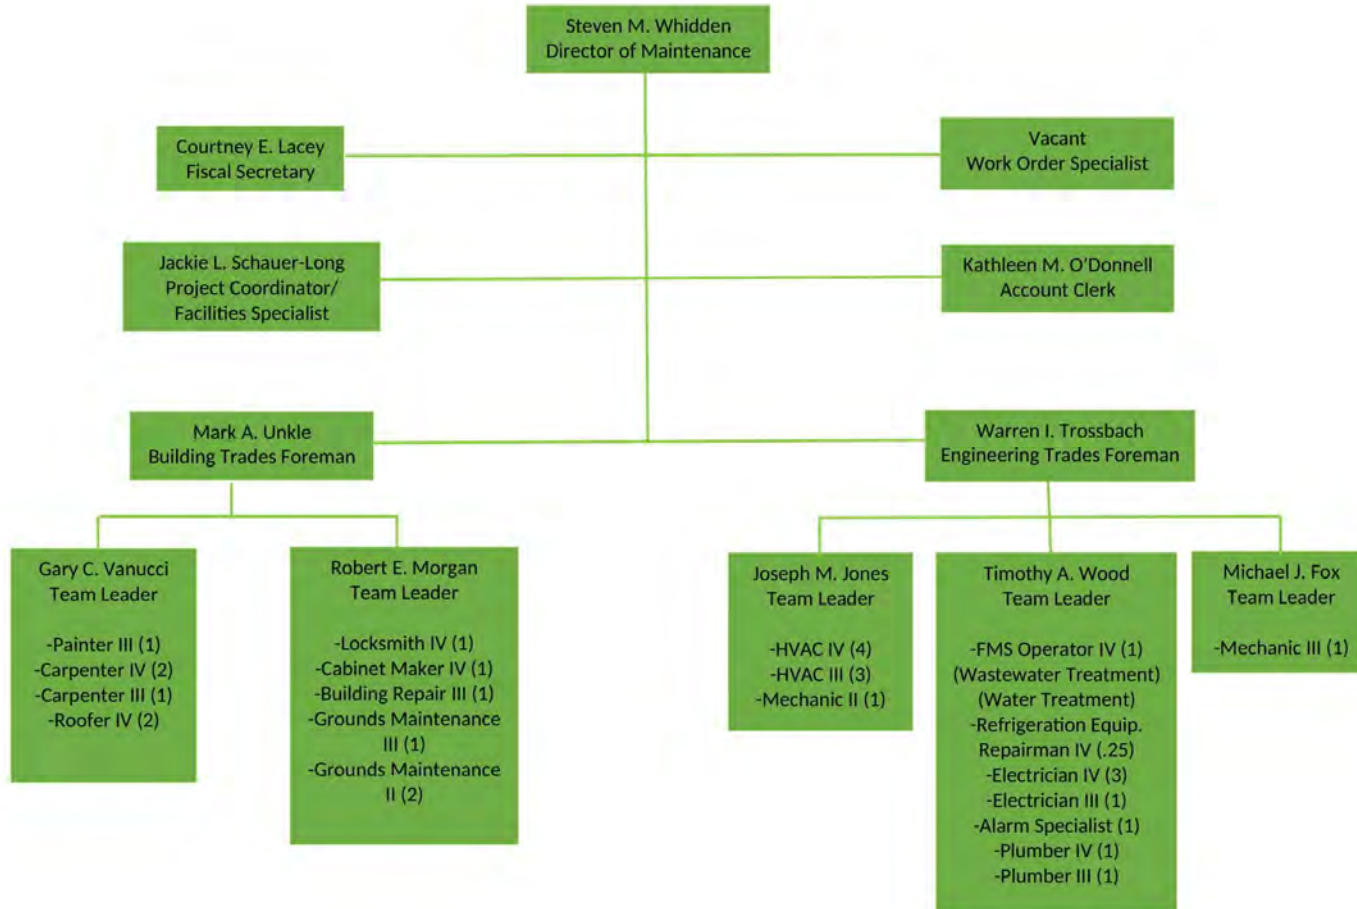 Steven M. Whidden
Director of Maintenance
Courtney E. Lacey
Fiscal Secretary
Vacant
Work Order Specialist
Jackie L. Schauer-Long
Project Coordinator/
Facilities Specialist
Kathleen M. O'Donnell
Account Clerk
Mark A. Unkle
Building Trades Foreman
Warren I. Trossbach
Engineering Trades Foreman
Gary C. Vanucci
Team Leader
-Painter III (1)
-Carpenter IV (2)
-Carpenter III (1)
-Roofer IV (2)
Robert E. Morgan
Team Leader
-Locksmith IV (1)
-Cabinet Maker IV (1)
-Building Repair III (1)
-Grounds Maintenance
III (1)
-Grounds Maintenance
II (2)
Joseph M. Jones
Team Leader
-HVAC IV (4)
-HVAC III (3)
-Mechanic II (1)
Timothy A. Wood
Team Leader
-FMS Operator IV (1)
(Wastewater Treatment)
(Water Treatment)
-Refrigeration Equip.
Repairman IV (.25)
-Electrician IV (3)
-Electrician III (1)
-Alarm Specialist (1)
-Plumber IV (1)
-Plumber III (1)
Michael J. Fox
Team Leader
-Mechanic III (1)